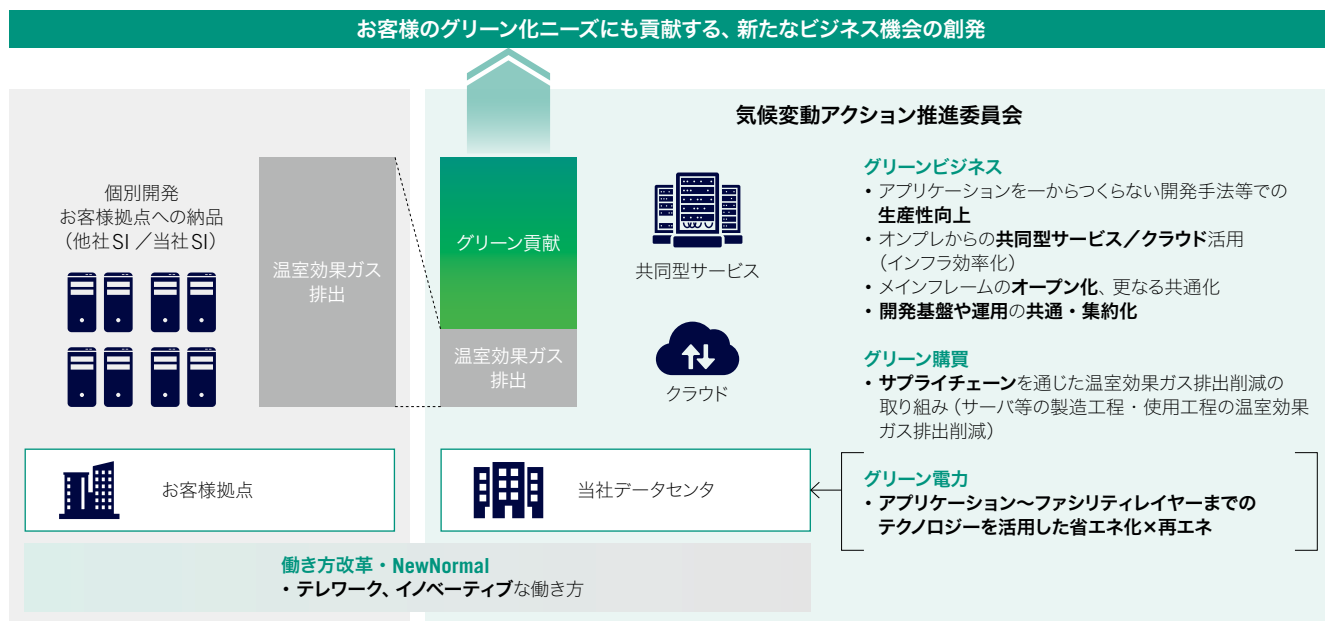 お客様のグリーン化ニーズにも貢献する、新たなビジネス機会の創発
個別開発
お客様拠点への納品
（他社SI／当社SI）
温室効果ガス
排出
お客様拠点
気候変動アクション推進委員会
グリーン貢献
温室効果ガス
排出
共同型サービス
クラウド
当社データセンタ
グリーンビジネス
・アプリケーションを一からつくらない開発手法等での
生産性向上
・オンプレからの共同型サービス／クラウド活用
（インフラ効率化）
・メインフレームのオープン化、更なる共通化
・開発基盤や運用の共通・集約化
グリーン購買
・サプライチェーンを通じた温室効果ガス排出削減の
取り組み（サーバ等の製造工程・使用工程の温室効果
ガス排出削減）
グリーン電力
・アプリケーション～ファシリティレイヤーまでの
テクノロジーを活用した省エネ化×再エネ
働き方改革・NewNormal
・テレワーク、イノベーティブな働き方